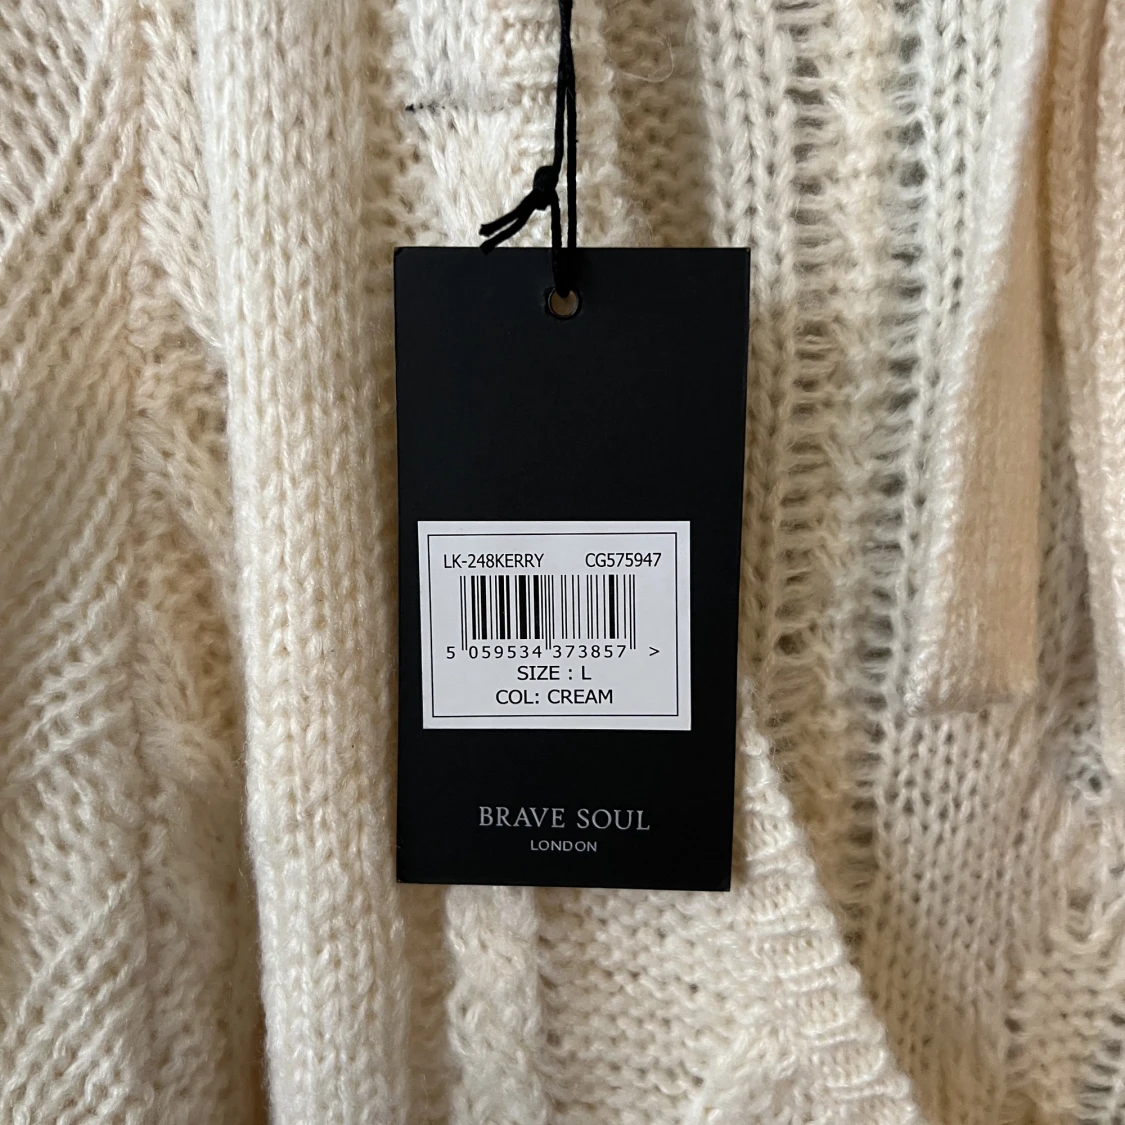 LK-248KERRY CG575947
5 059534 373857 >
SIZE : L
COL: CREAM
BRAVE SOUL
LONDON